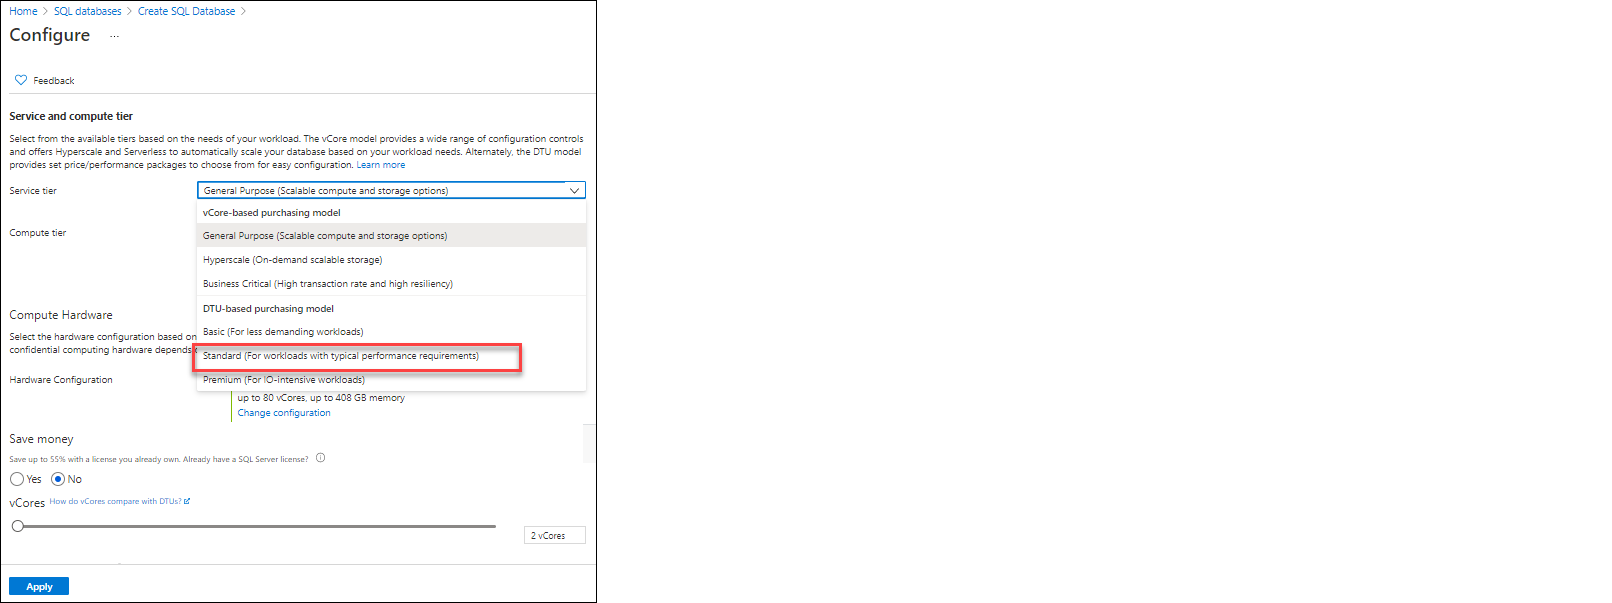 Home > SQL databases > Create SQL Database >
Configure ...
Feedback
Service and compute tier
Select from the available tiers based on the needs of your workload. The vCore model provides a wide range of configuration controls
and offers Hyperscale and Serverless to automatically scale your database based on your workload needs. Alternately, the DTU model
provides set price/performance packages to choose from for easy configuration. Learn more
Service tier
General Purpose (Scalable compute and storage options)
vCore-based purchasing model
Compute tier
General Purpose (Scalable compute and storage options)
Hyperscale (On-demand scalable storage)
Business Critical (High transaction rate and high resiliency)
DTU-based purchasing model
Compute Hardware
Basic (For less demanding workloads)
Select the hardware configuration based on
Standard (For workloads with typical performance requirements)
confidential computing hardware depends
Hardware Configuration
Premium (For IO-intensive workloads)
up to 80 vCores, up to 408 GB memory
Change configuration
Save money
Save up to 55% with a license you already own. Already have a SQL Server license?
Yes No
vCores How do vCores compare with DTUs?
2 vCores
Apply